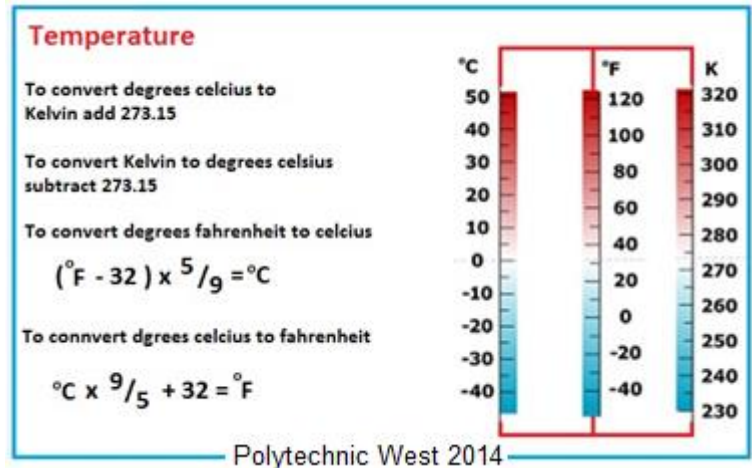 Temperature
To convert degrees celcius to
Kelvin add 273.15
To convert Kelvin to degrees celsius
subtract 273.15
To convert degrees fahrenheit to celcius
(°F - 32 ) x 5/9 = °C
To connvert dgrees celcius to fahrenheit
°C x 9/5 + 32 = °F
°C °F K
50 120 320
40 100 310
30 80 300
20 60 290
10 40 280
0 20 270
-10 0 260
-20 -20 250
-30 -40 240
-40 230
Polytechnic West 2014